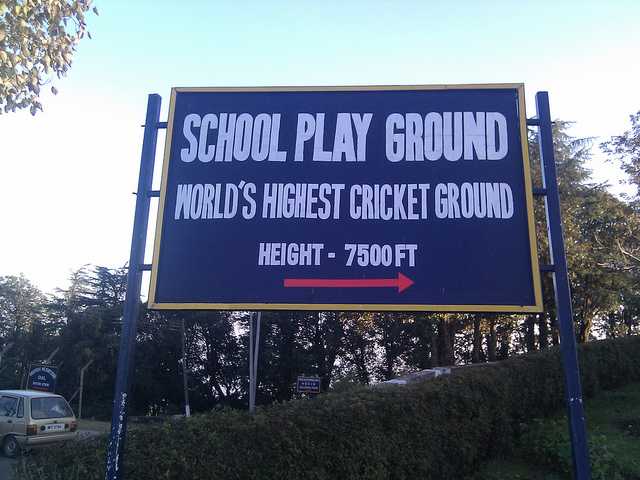 SCHOOL PLAY GROUND
WORLD'S HIGHEST CRICKET GROUND
HEIGHT - 7500 FT